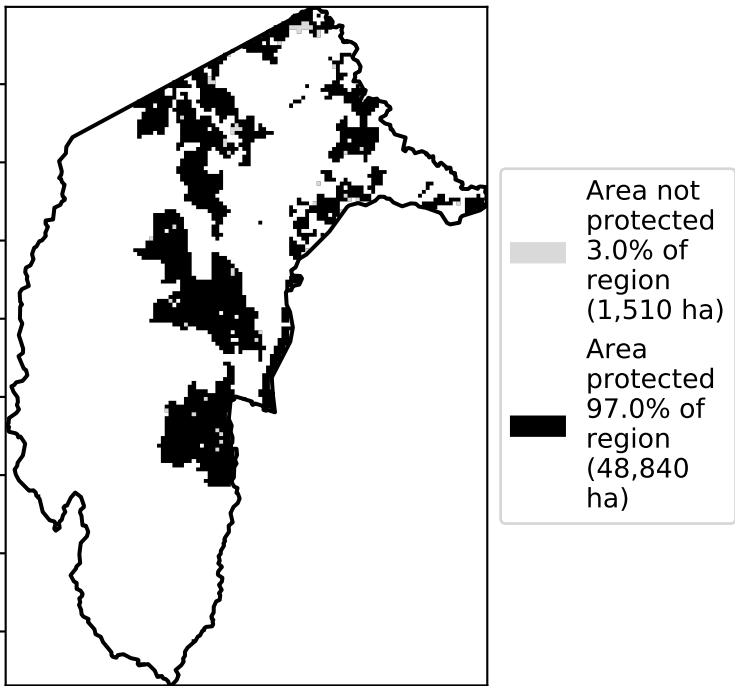 Area not
protected
3.0% of
region
(1,510 ha)
Area
protected
97.0% of
region
(48,840
ha)